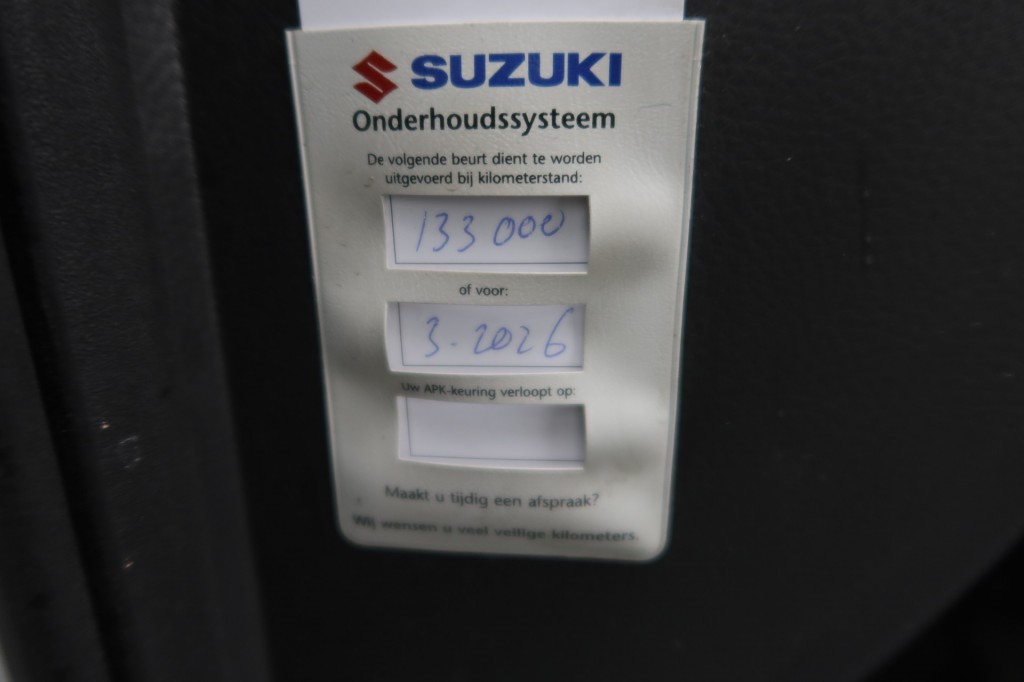 SUZUKI
Onderhoudssysteem
De volgende beurt dient te worden
uitgevoerd bij kilometerstand:
133 000
of voor:
3-2026
Uw APK-keuring verloopt op:
Maakt u tijdig een afspraak?
Wij wensen u veel veilige kilometers.